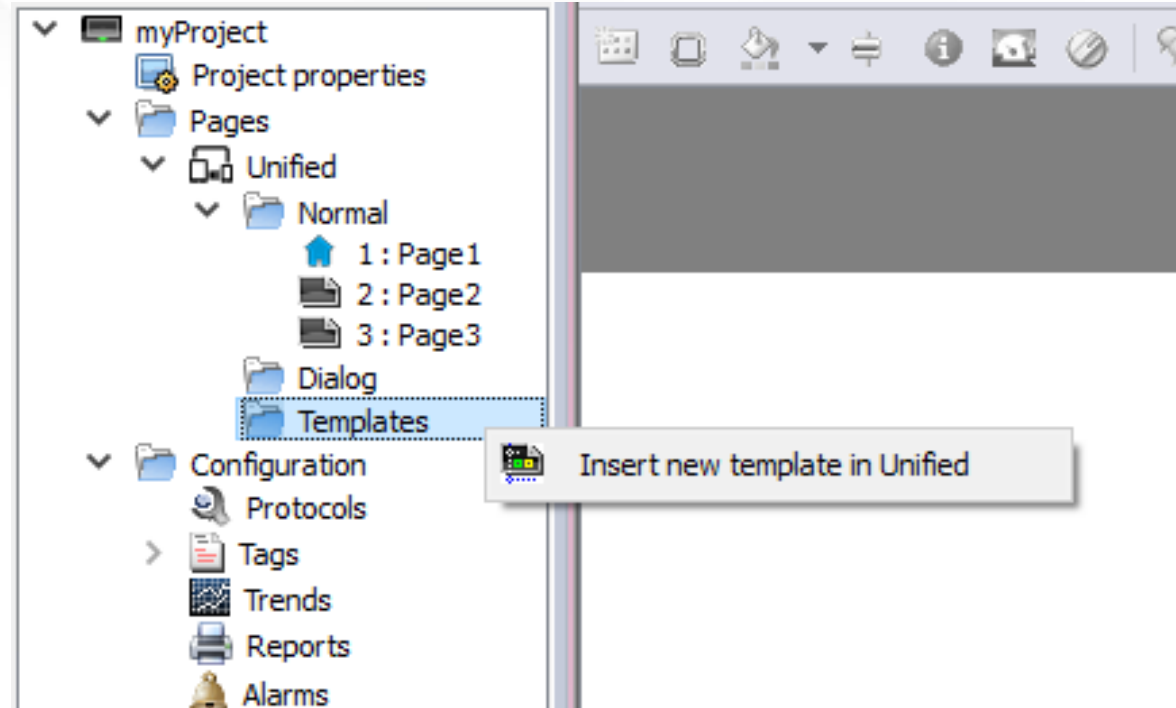 myProject
Project properties
Pages
Unified
Normal
1 : Page1
2 : Page2
3 : Page3
Dialog
Templates
Insert new template in Unified
Configuration
Protocols
Tags
Trends
Reports
Alarms